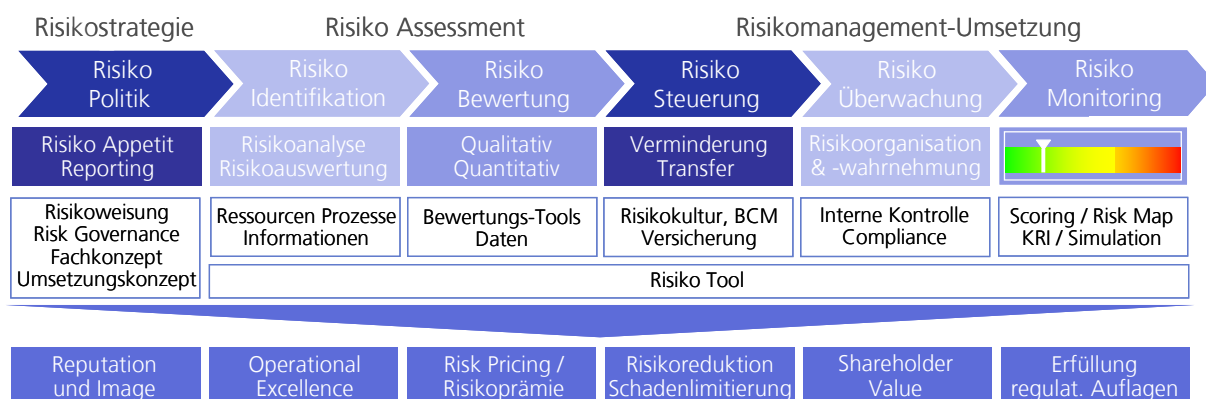 Risikostrategie
Risiko Assessment
Risikomanagement-Umsetzung
Risiko
Politik
Risiko
Identifikation
Risiko
Bewertung
Risiko
Steuerung
Risiko
Überwachung
Risiko
Monitoring
Risiko Appetit
Reporting
Risikoanalyse
Risikoauswertung
Qualitativ
Quantitativ
Verminderung
Transfer
Risikoorganisation
& -wahrnehmung
Risikoweisung
Risk Governance
Fachkonzept
Umsetzungskonzept
Ressourcen Prozesse
Informationen
Bewertungs-Tools
Daten
Risikokultur, BCM
Versicherung
Interne Kontrolle
Compliance
Scoring / Risk Map
KRI / Simulation
Risiko Tool
Reputation
und Image
Operational
Excellence
Risk Pricing /
Risikoprämie
Risikoreduktion
Schadenlimitierung
Shareholder
Value
Erfüllung
regulat. Auflagen